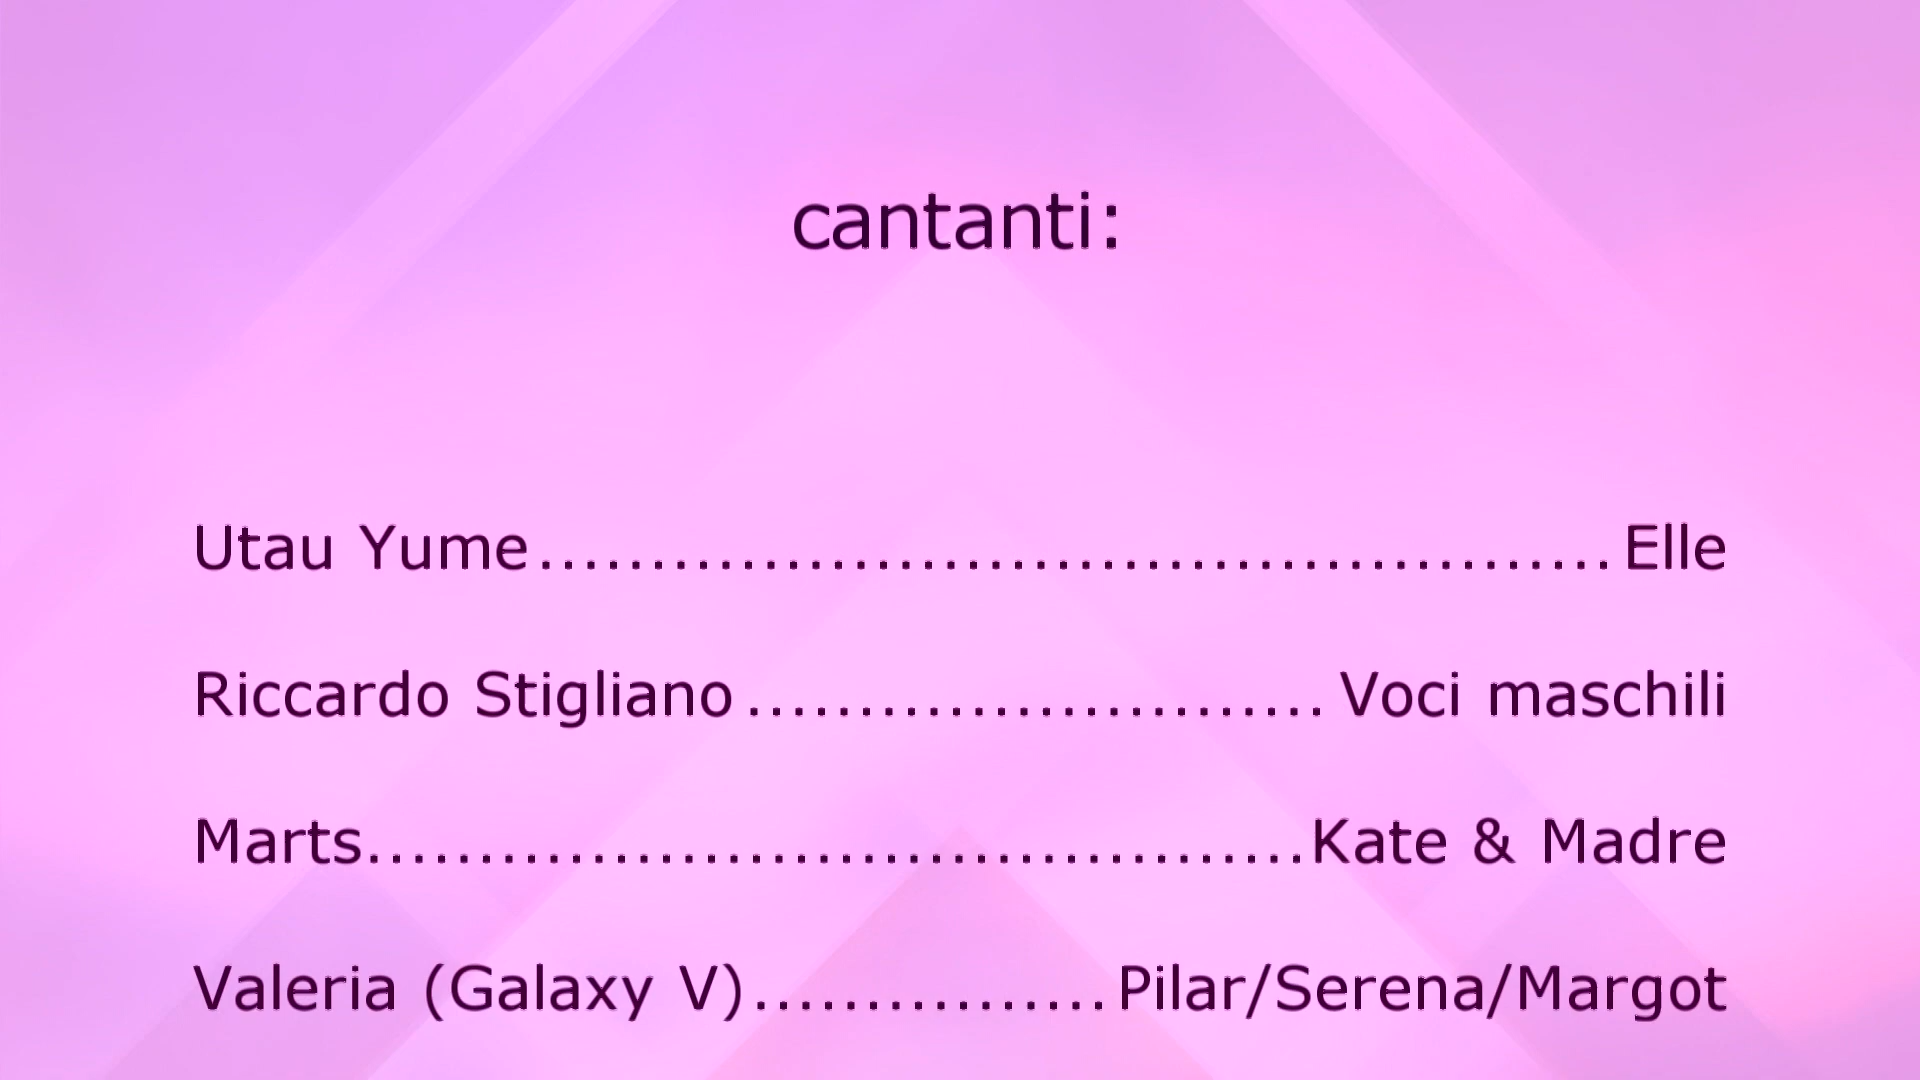 cantanti:
Utau Yume................................................Elle
Riccardo Stigliano..........................Voci maschili
Marts..........................................Kate & Madre
Valeria (Galaxy V)................Pilar/Serena/Margot